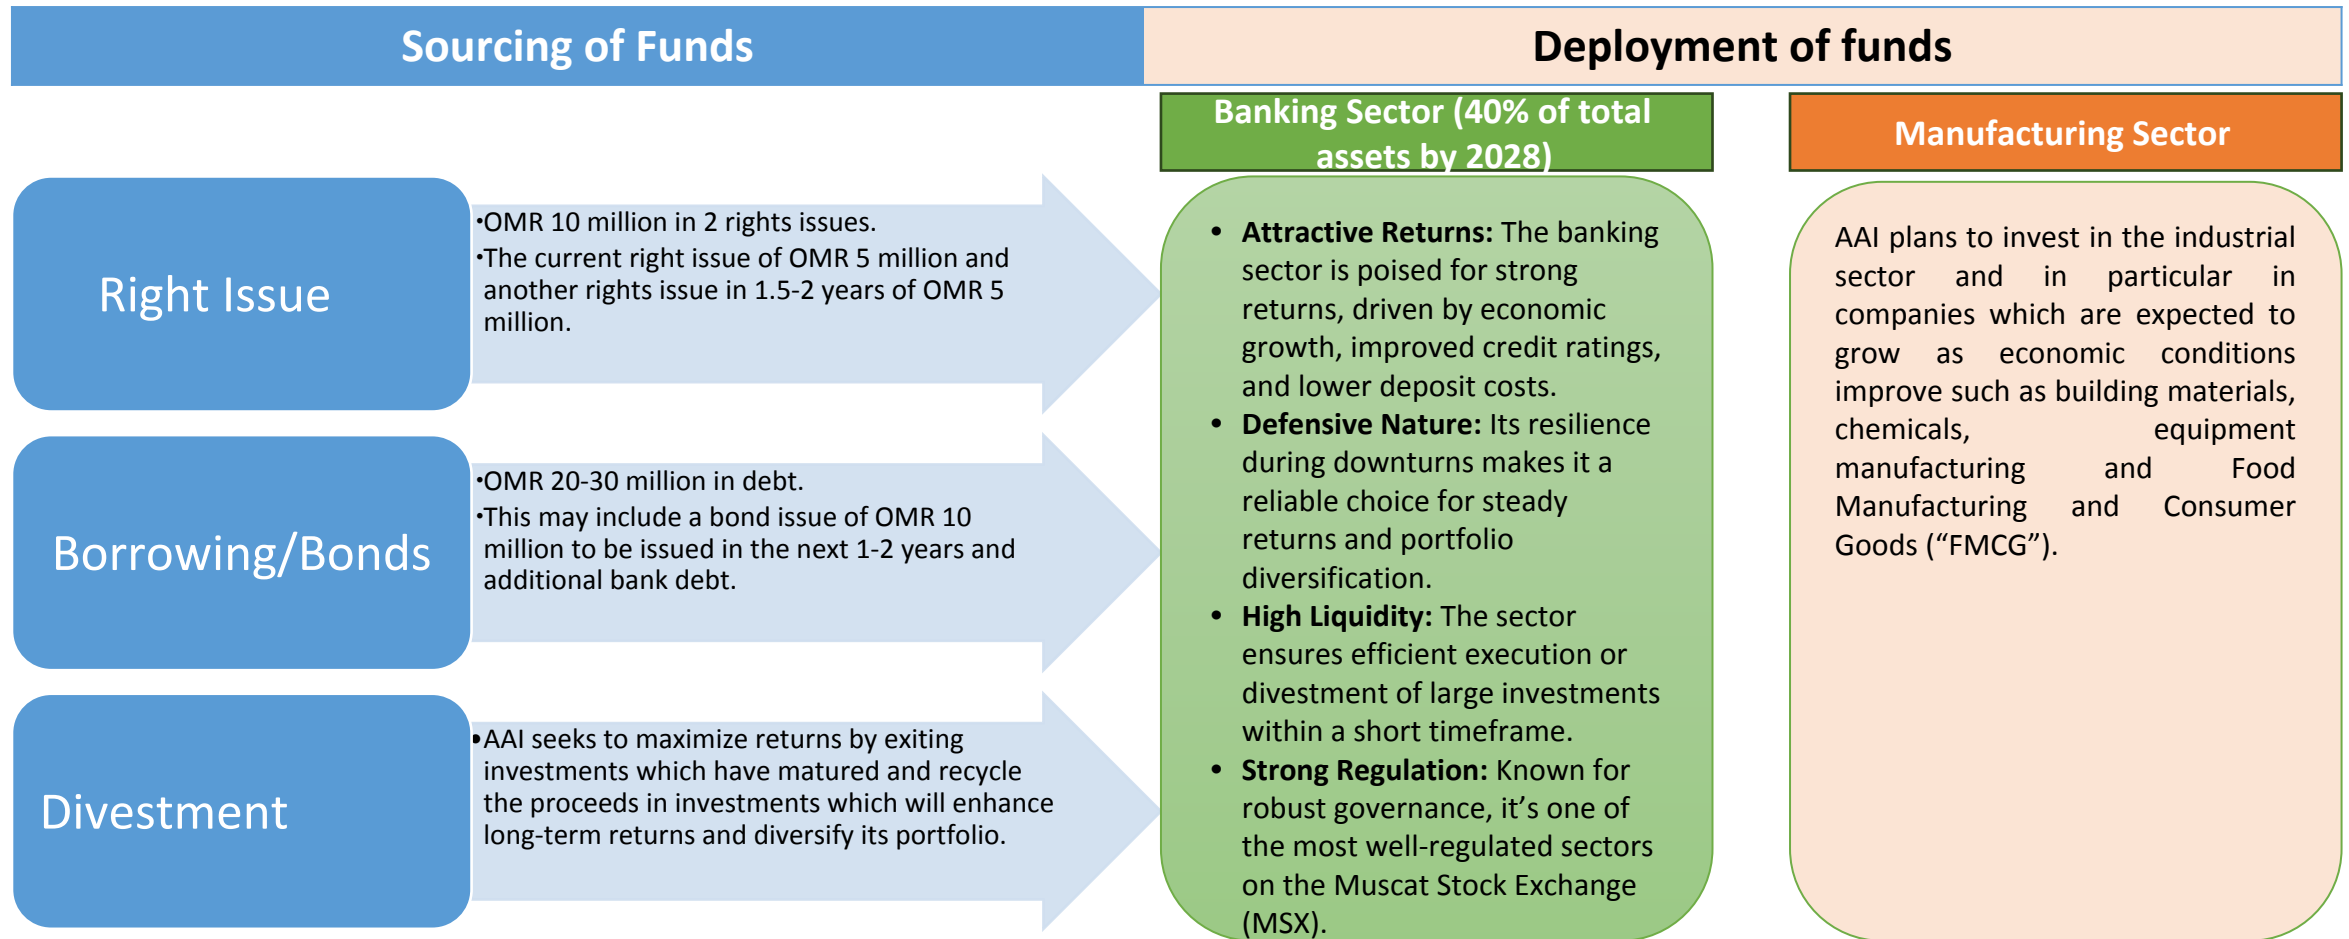 Sourcing of Funds
Deployment of funds
Right Issue
•OMR 10 million in 2 rights issues.
•The current right issue of OMR 5 million and
another rights issue in 1.5-2 years of OMR 5
million.
Borrowing/Bonds
•OMR 20-30 million in debt.
•This may include a bond issue of OMR 10
million to be issued in the next 1-2 years and
additional bank debt.
Divestment
•AAI seeks to maximize returns by exiting
investments which have matured and recycle
the proceeds in investments which will enhance
long-term returns and diversify its portfolio.
Banking Sector (40% of total
assets by 2028)
• Attractive Returns: The banking
sector is poised for strong
returns, driven by economic
growth, improved credit ratings,
and lower deposit costs.
• Defensive Nature: Its resilience
during downturns makes it a
reliable choice for steady
returns and portfolio
diversification.
• High Liquidity: The sector
ensures efficient execution or
divestment of large investments
within a short timeframe.
• Strong Regulation: Known for
robust governance, it’s one of
the most well-regulated sectors
on the Muscat Stock Exchange
(MSX).
Manufacturing Sector
AAI plans to invest in the industrial
sector and in particular in
companies which are expected to
grow as economic conditions
improve such as building materials,
chemicals, equipment
manufacturing and Food
Manufacturing and Consumer
Goods (“FMCG”).